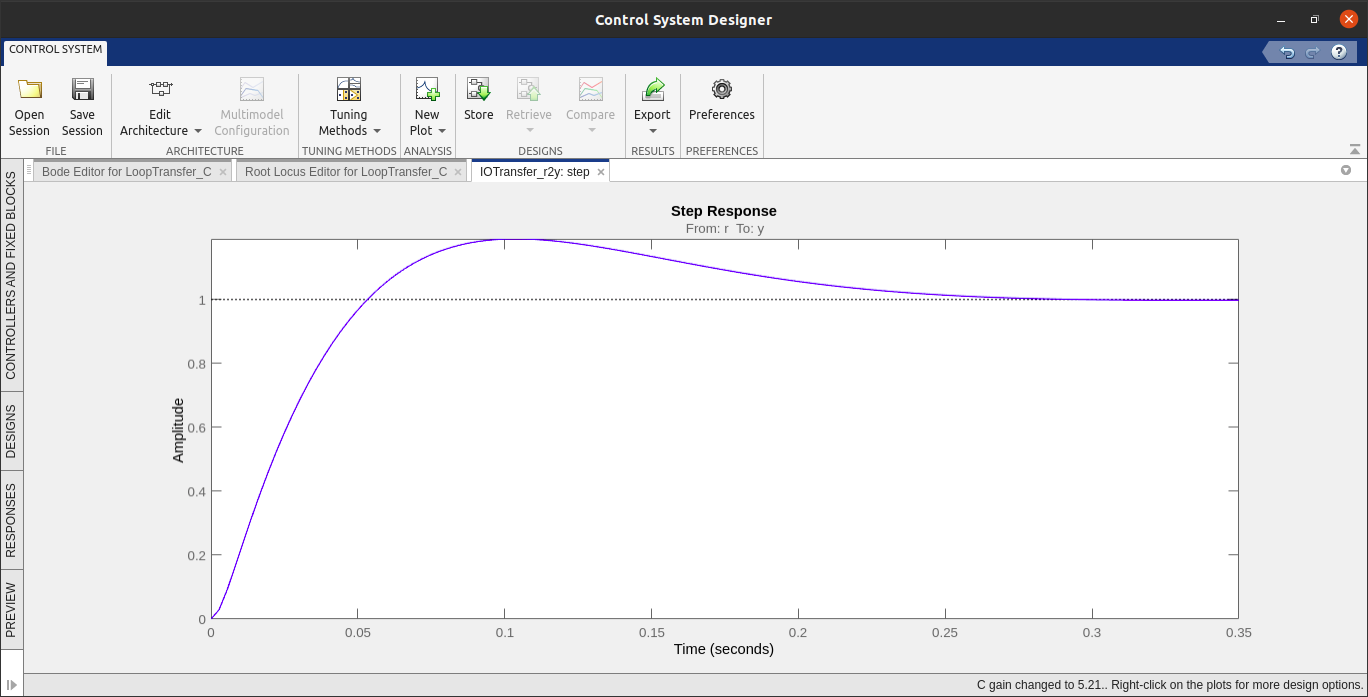 Control System Designer
CONTROL SYSTEM
?
Open Session
Save Session
Edit Architecture
Multimodel Configuration
Tuning Methods
New Plot
Store
Retrieve
Compare
Export
Preferences
FILE
ARCHITECTURE
TUNING METHODS
ANALYSIS
DESIGNS
RESULTS
PREFERENCES
CONTROLLERS AND FIXED BLOCKS
DESIGNS
RESPONSES
PREVIEW
Bode Editor for LoopTransfer_C ×
Root Locus Editor for LoopTransfer_C ×
IOTransfer_r2y: step ×
Step Response
From: r To: y
Amplitude
1
0.8
0.6
0.4
0.2
0
0 0.05 0.1 0.15 0.2 0.25 0.3 0.35
Time (seconds)
C gain changed to 5.21.. Right-click on the plots for more design options.